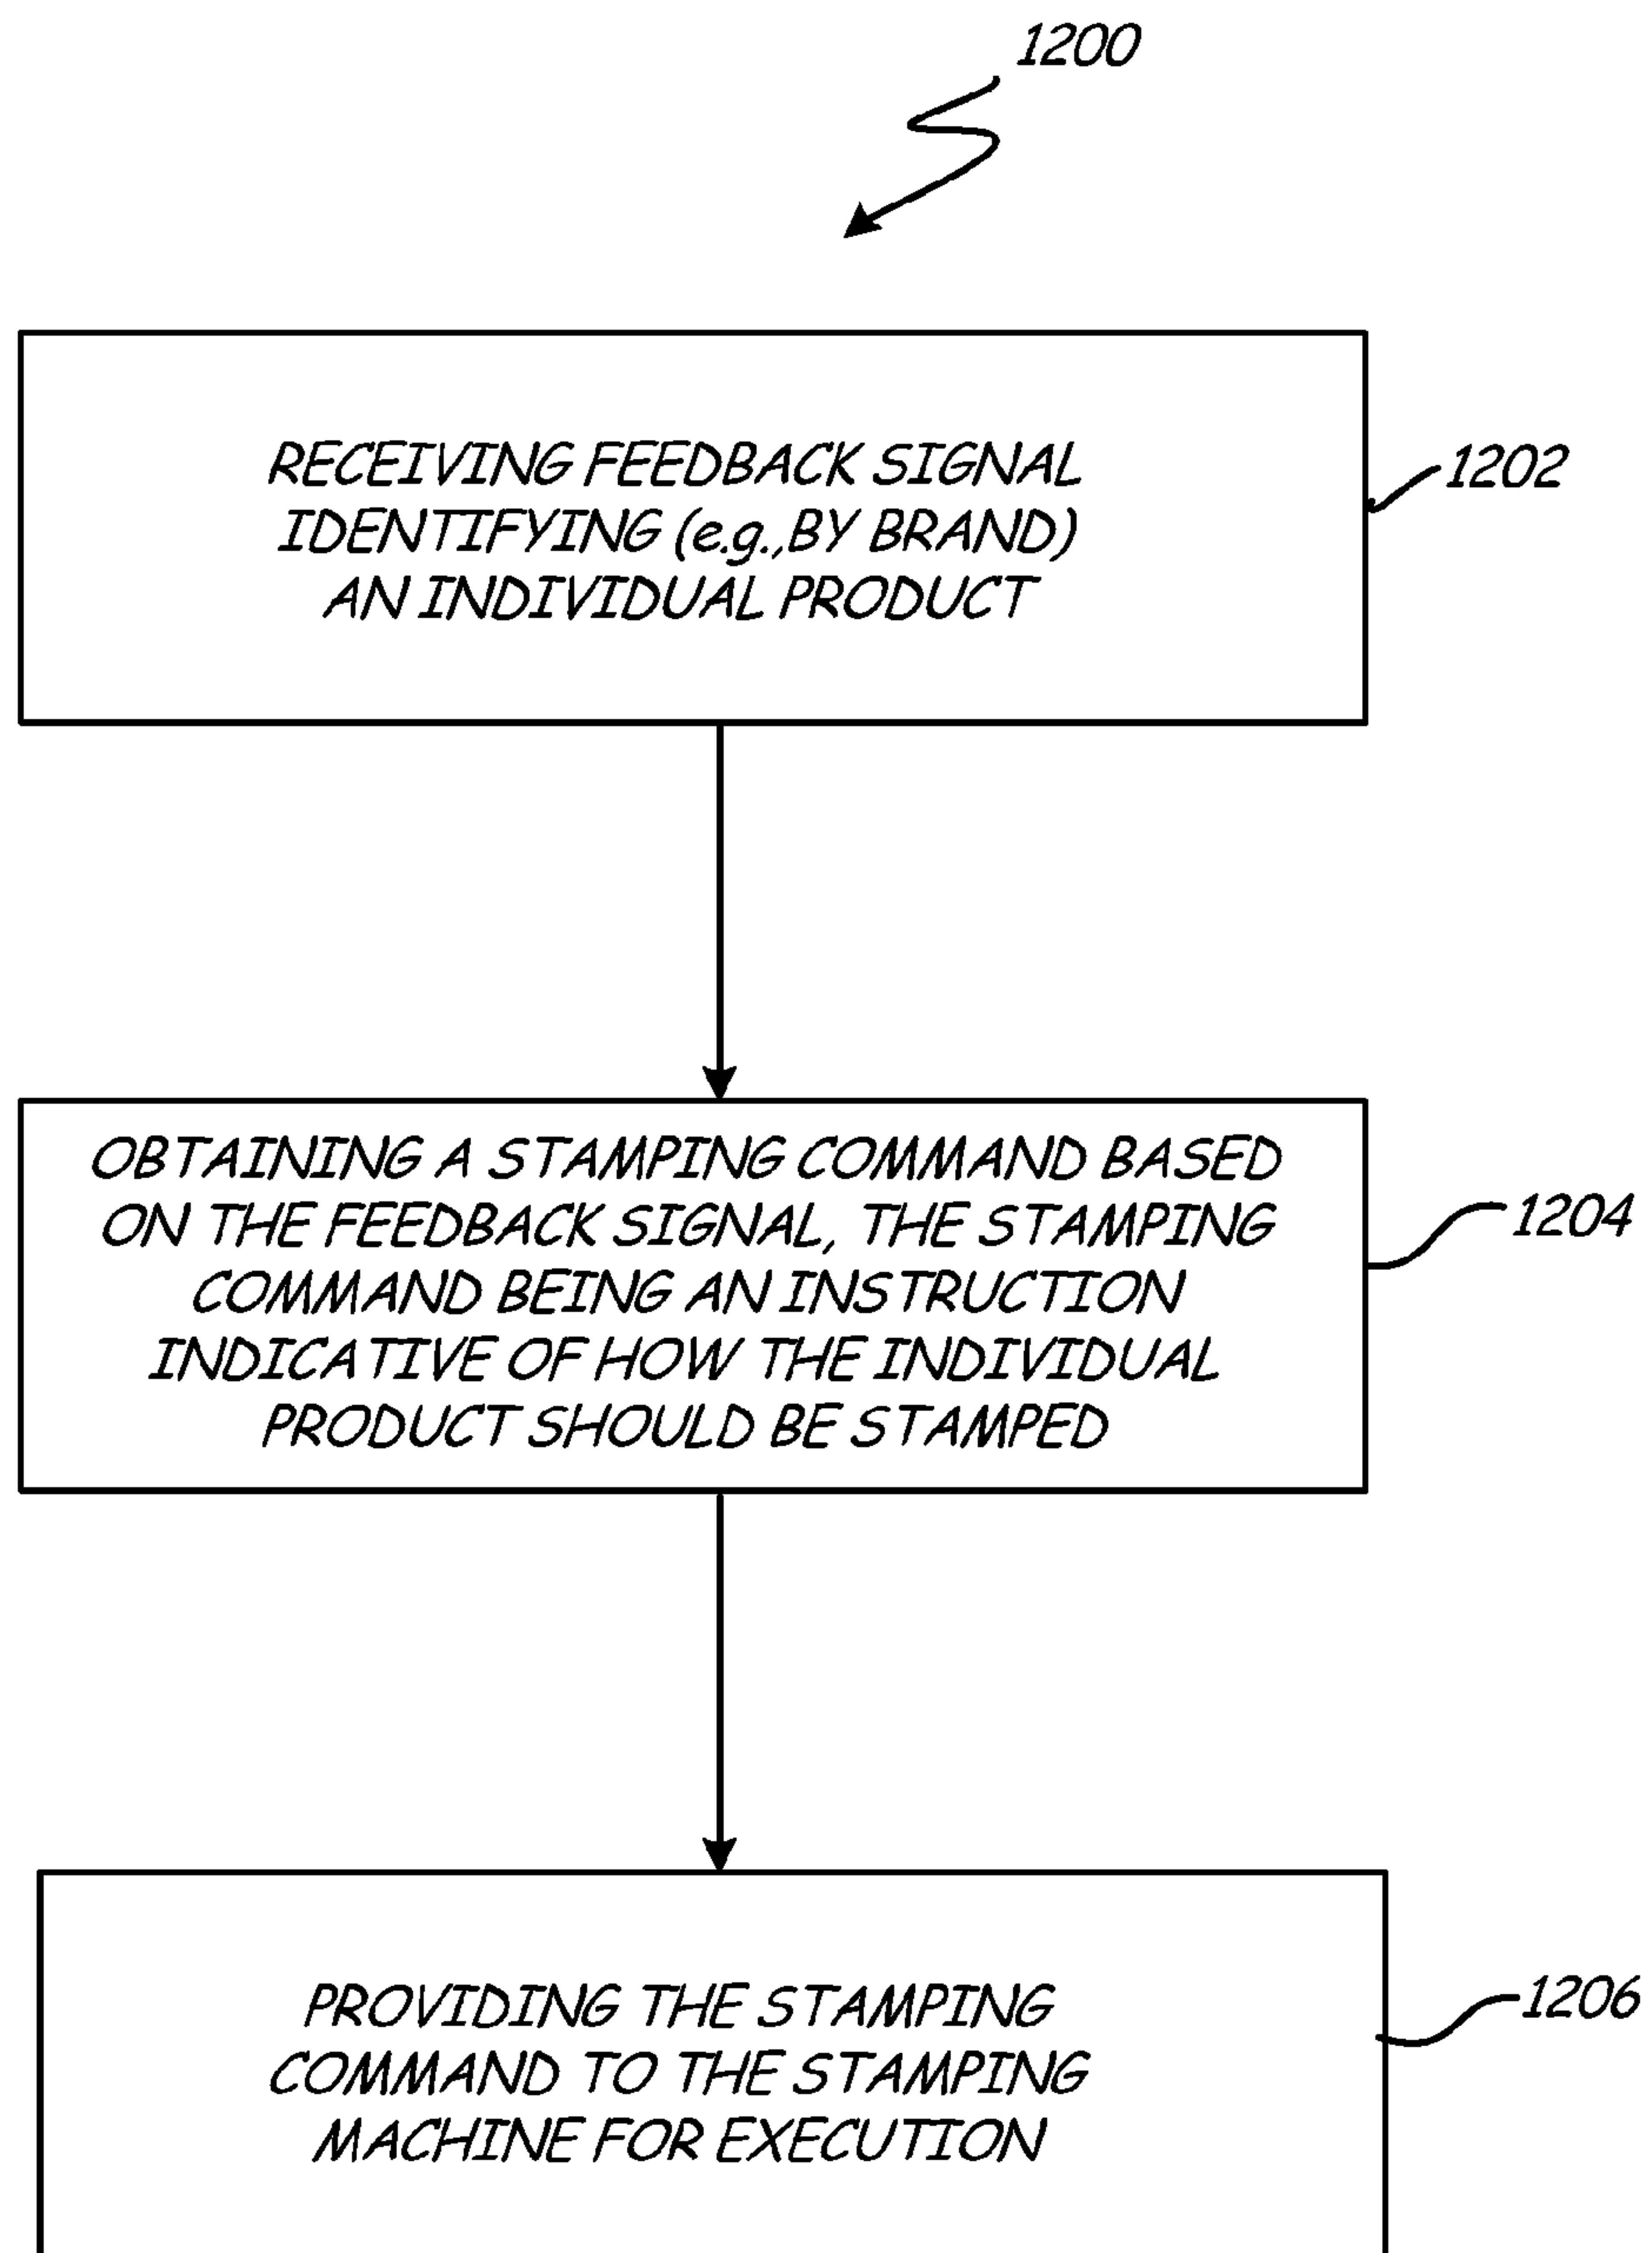 1200
RECEIVING FEEDBACK SIGNAL
IDENTIFYING (e.g.,BY BRAND)
AN INDIVIDUAL PRODUCT
1202
OBTAINING A STAMPING COMMAND BASED
ON THE FEEDBACK SIGNAL, THE STAMPING
COMMAND BEING AN INSTRUCTION
INDICATIVE OF HOW THE INDIVIDUAL
PRODUCT SHOULD BE STAMPED
1204
PROVIDING THE STAMPING
COMMAND TO THE STAMPING
MACHINE FOR EXECUTION
1206